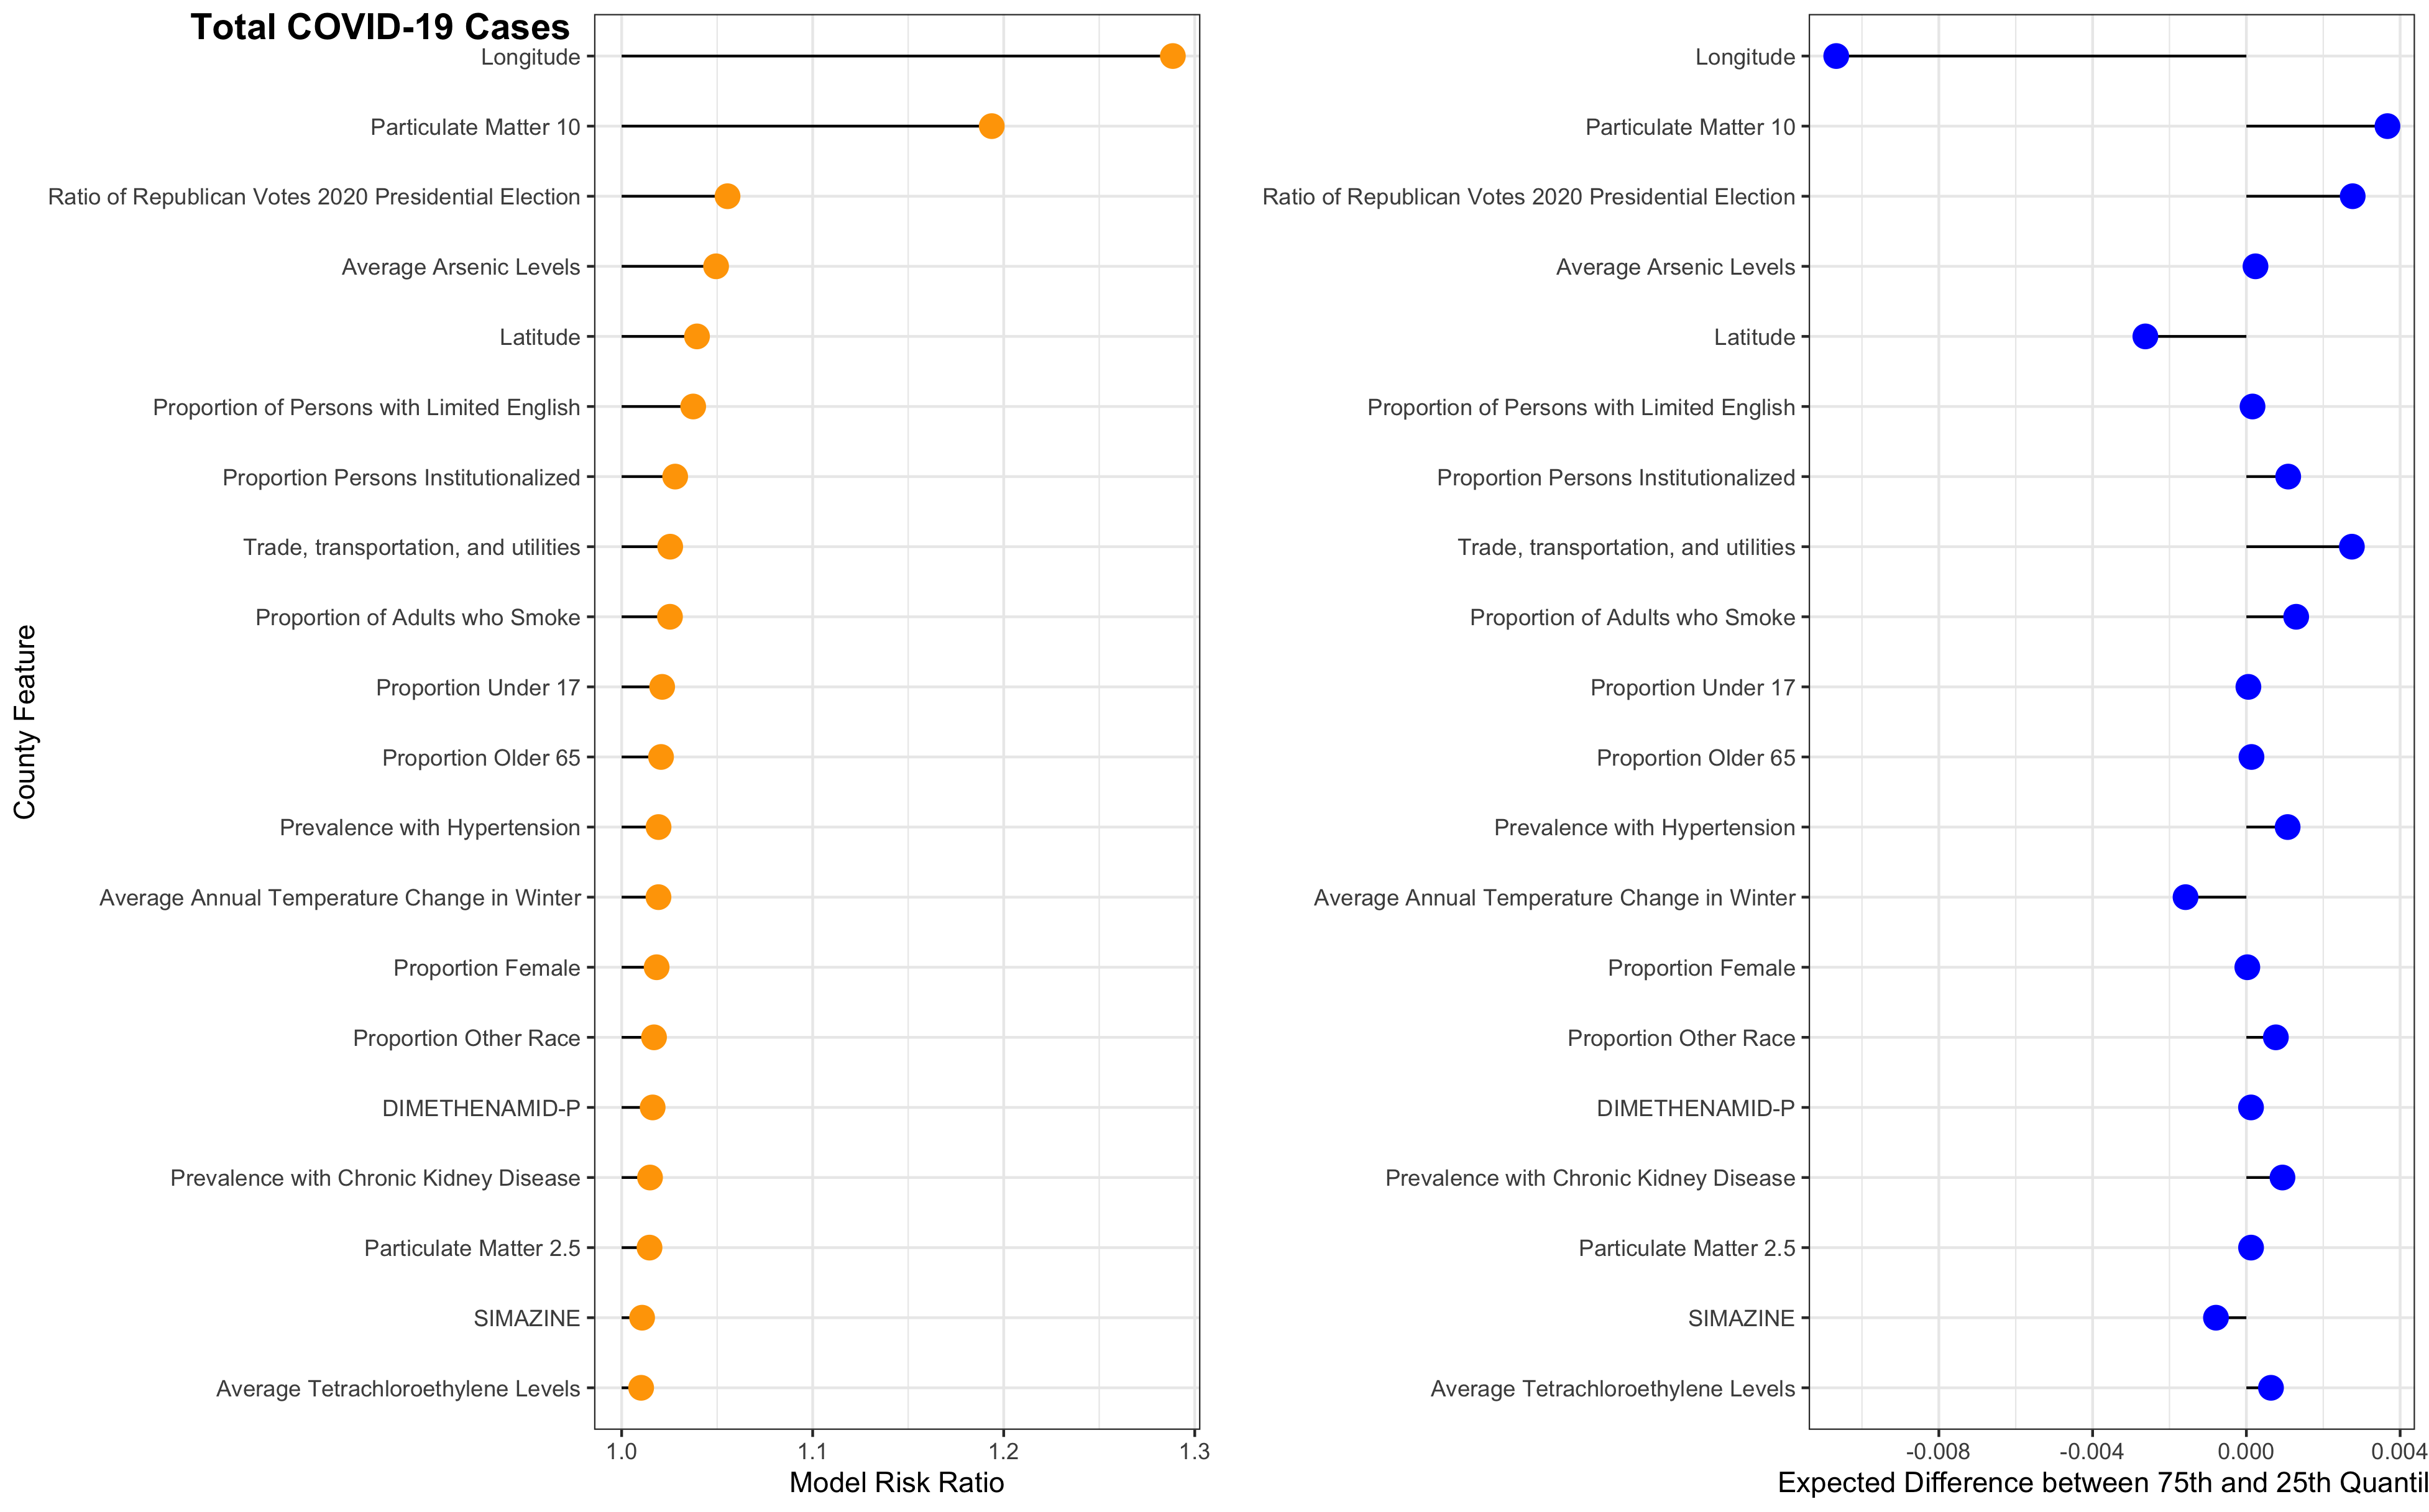 Total COVID-19 Cases
County Feature
Longitude
Particulate Matter 10
Ratio of Republican Votes 2020 Presidential Election
Average Arsenic Levels
Latitude
Proportion of Persons with Limited English
Proportion Persons Institutionalized
Trade, transportation, and utilities
Proportion of Adults who Smoke
Proportion Under 17
Proportion Older 65
Prevalence with Hypertension
Average Annual Temperature Change in Winter
Proportion Female
Proportion Other Race
DIMETHENAMID-P
Prevalence with Chronic Kidney Disease
Particulate Matter 2.5
SIMAZINE
Average Tetrachloroethylene Levels
1.0 1.1 1.2 1.3
Model Risk Ratio
Longitude
Particulate Matter 10
Ratio of Republican Votes 2020 Presidential Election
Average Arsenic Levels
Latitude
Proportion of Persons with Limited English
Proportion Persons Institutionalized
Trade, transportation, and utilities
Proportion of Adults who Smoke
Proportion Under 17
Proportion Older 65
Prevalence with Hypertension
Average Annual Temperature Change in Winter
Proportion Female
Proportion Other Race
DIMETHENAMID-P
Prevalence with Chronic Kidney Disease
Particulate Matter 2.5
SIMAZINE
Average Tetrachloroethylene Levels
-0.008 -0.004 0.000 0.004
Expected Difference between 75th and 25th Quantil